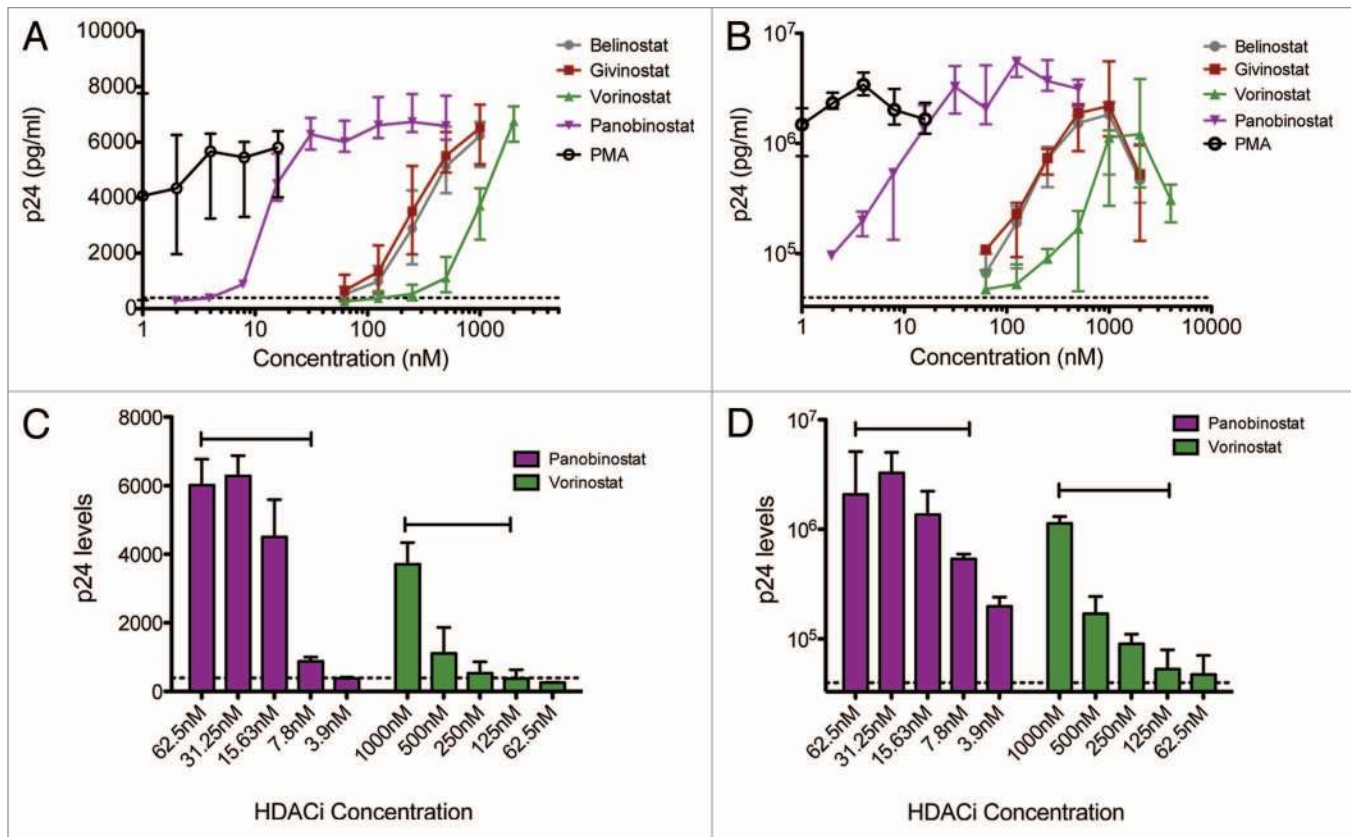 A
p24 (pg/ml)
10000
8000
6000
4000
2000
0
1
10
100
1000
Concentration (nM)
Belinostat
Givinostat
Vorinostat
Panobinostat
PMA
B
p24 (pg/ml)
10^7
10^6
10^5
1
10
100
1000
10000
Concentration (nM)
Belinostat
Givinostat
Vorinostat
Panobinostat
PMA
C
p24 levels
8000
6000
4000
2000
0
62.5nM
31.25nM
15.63nM
7.8nM
3.9nM
1000nM
500nM
250nM
125nM
62.5nM
HDACi Concentration
Panobinostat
Vorinostat
D
p24 levels
10^7
10^6
10^5
62.5nM
31.25nM
15.63nM
7.8nM
3.9nM
1000nM
500nM
250nM
125nM
62.5nM
HDACi Concentration
Panobinostat
Vorinostat